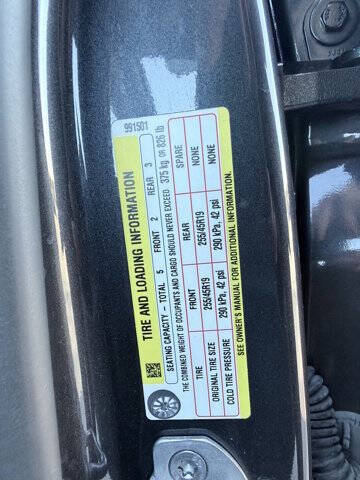 991501
TIRE AND LOADING INFORMATION
SEATING CAPACITY - TOTAL 5 FRONT 2 REAR 3
THE COMBINED WEIGHT OF OCCUPANTS AND CARGO SHOULD NEVER EXCEED 375 kg OR 826 lb
TIRE FRONT REAR SPARE
ORIGINAL TIRE SIZE 255/45R19 255/45R19 NONE
COLD TIRE PRESSURE 290 kPa, 42 psi 290 kPa, 42 psi NONE
SEE OWNER'S MANUAL FOR ADDITIONAL INFORMATION.